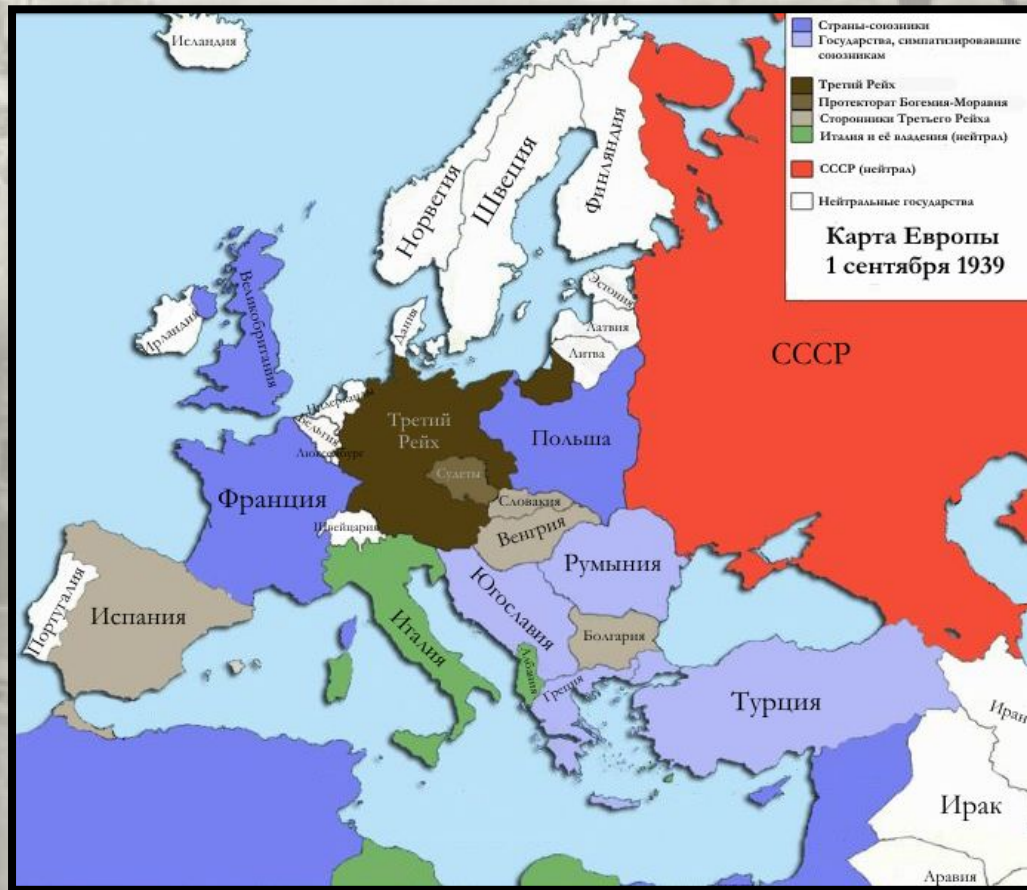 Исландия
Страны-союзники
Государства, симпатизировавшие
союзникам
Третий Рейх
Протекторат Богемия-Моравия
Сторонники Третьего Рейха
Италия и её владения (нейтрал)
СССР (нейтрал)
Нейтральные государства
Карта Европы
1 сентября 1939
Норвегия
Швеция
Финляндия
Эстония
Латвия
Литва
Дания
Ирландия
Великобритания
Нидерланды
Бельгия
Люксембург
Третий
Рейх
Судеты
Польша
СССР
Франция
Швейцария
Словакия
Венгрия
Румыния
Югославия
Болгария
Португалия
Испания
Италия
Албания
Греция
Турция
Иран
Ирак
Аравия